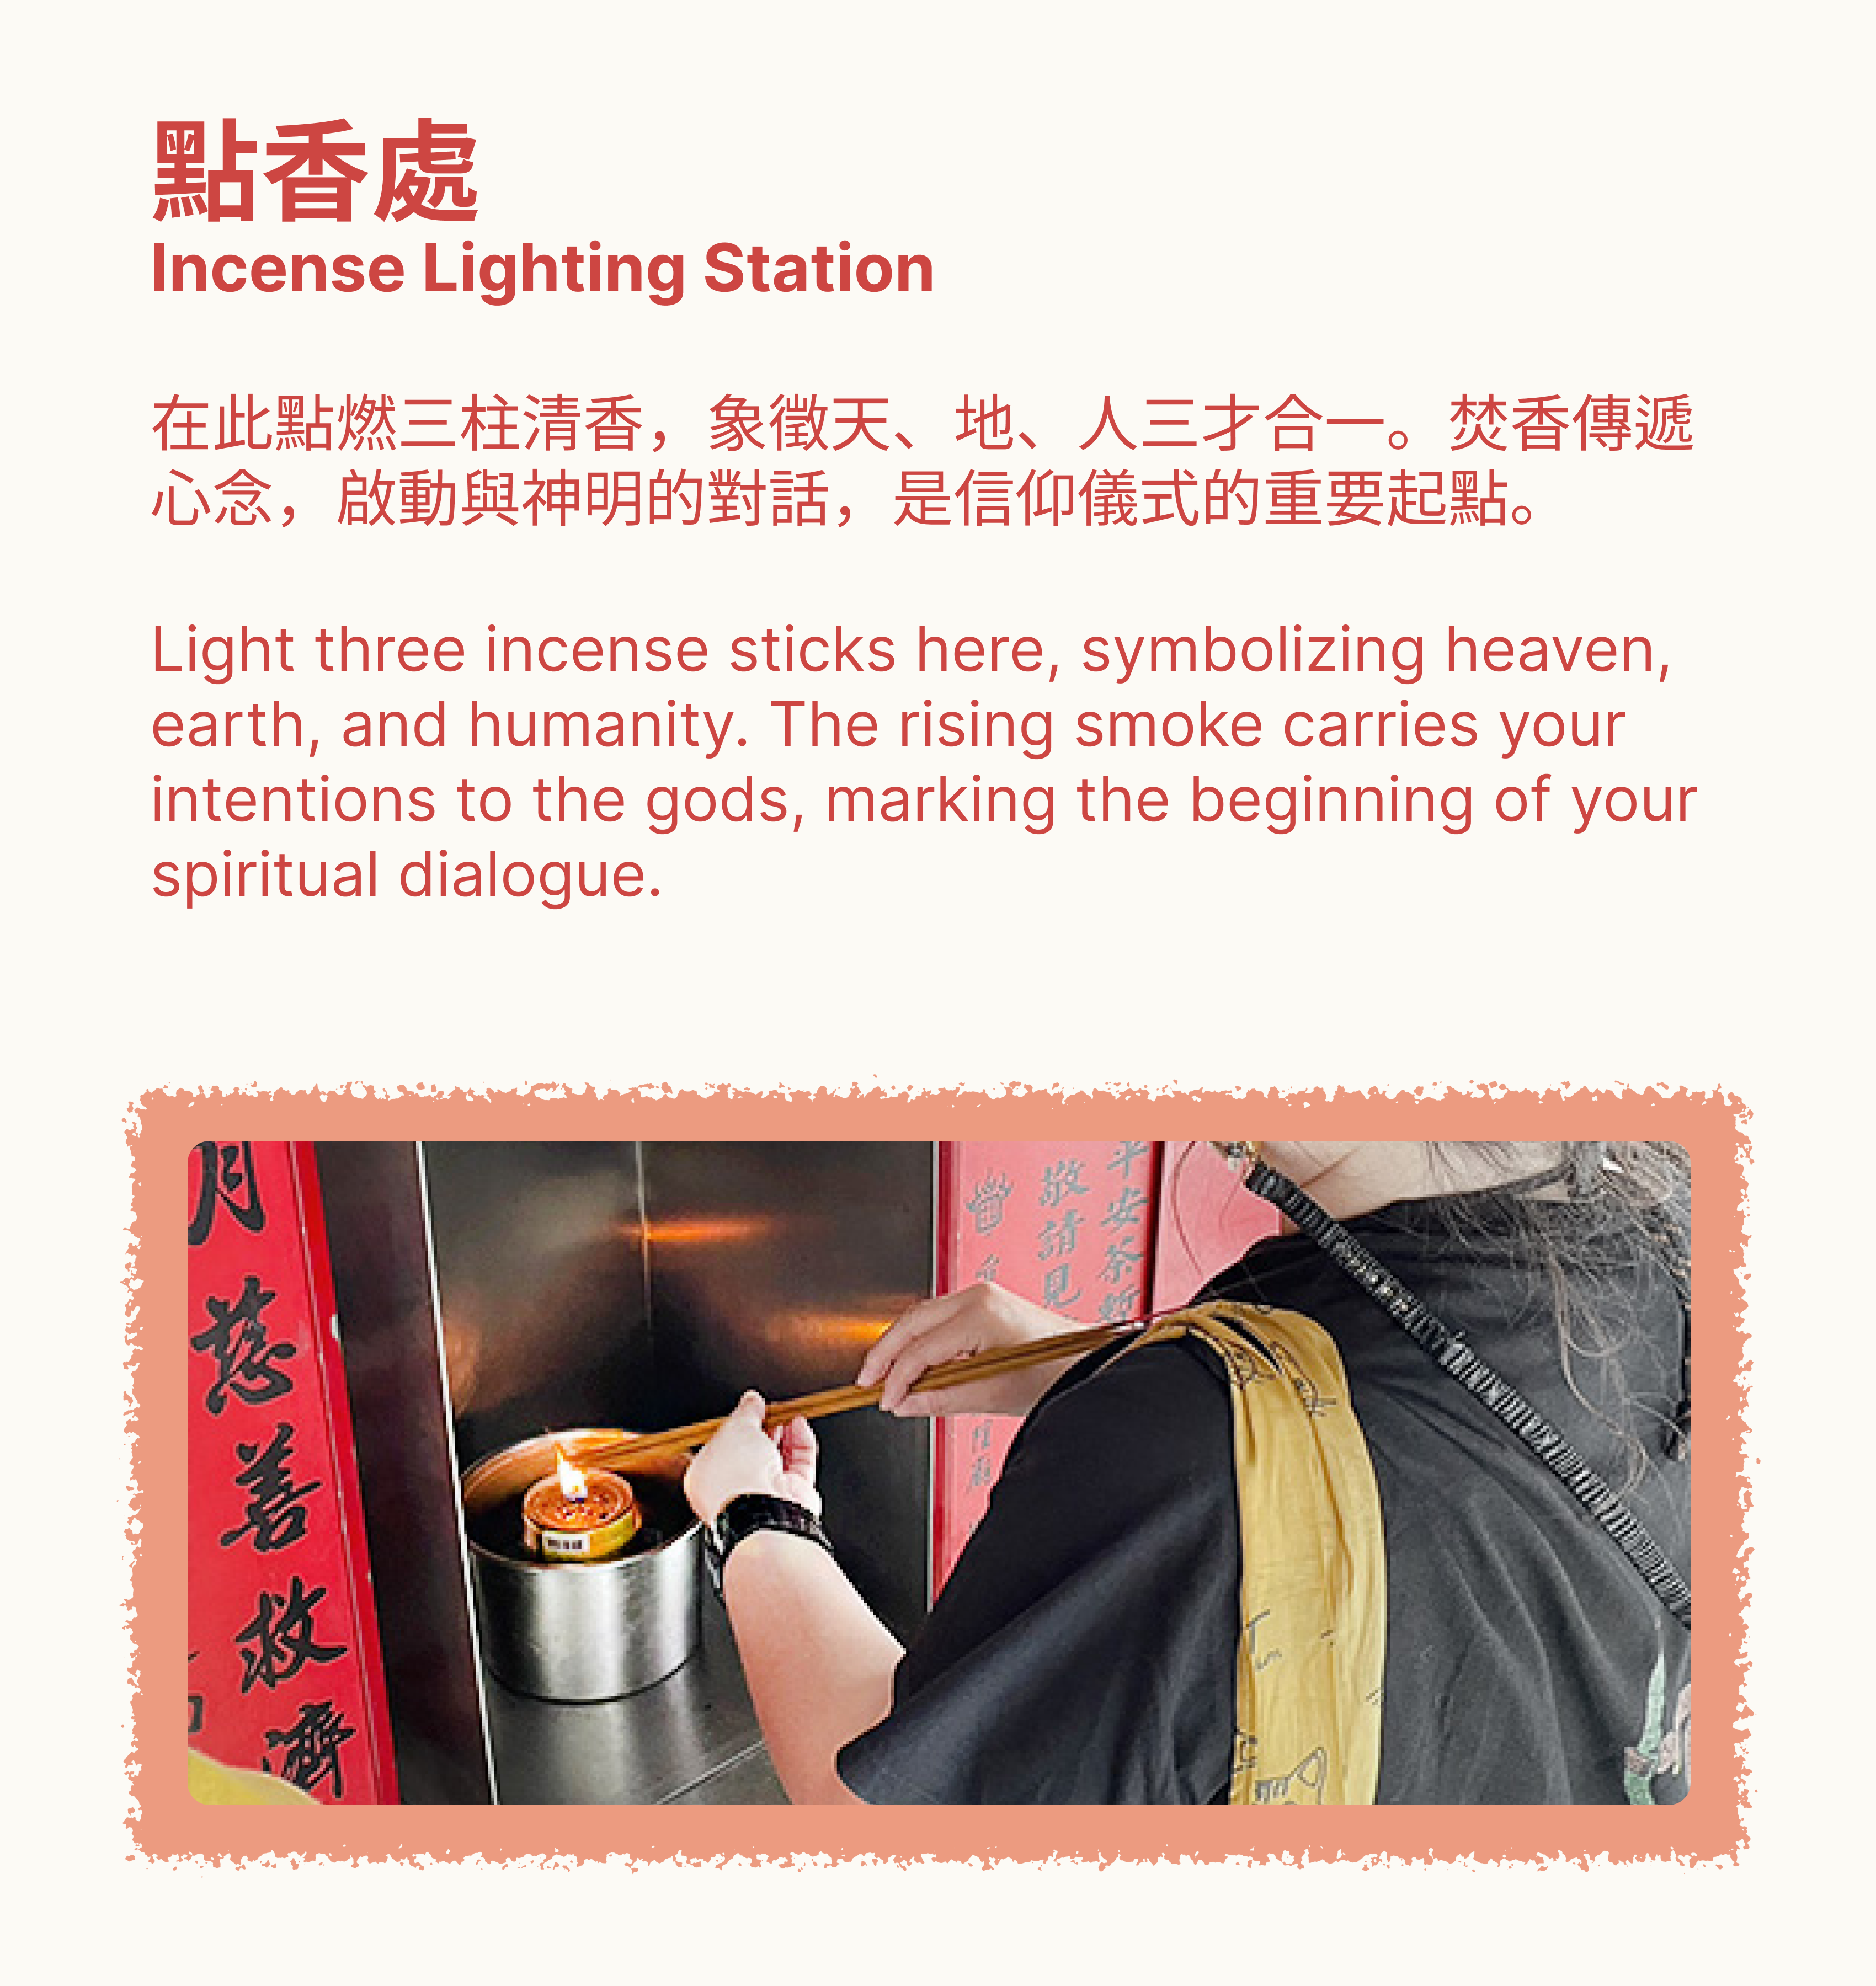 點香處
Incense Lighting Station
在此點燃三柱清香，象徵天、地、人三才合一。焚香傳遞
心念，啟動與神明的對話，是信仰儀式的重要起點。
Light three incense sticks here, symbolizing heaven,
earth, and humanity. The rising smoke carries your
intentions to the gods, marking the beginning of your
spiritual dialogue.
月慈善救濟
平安茶
敬請見